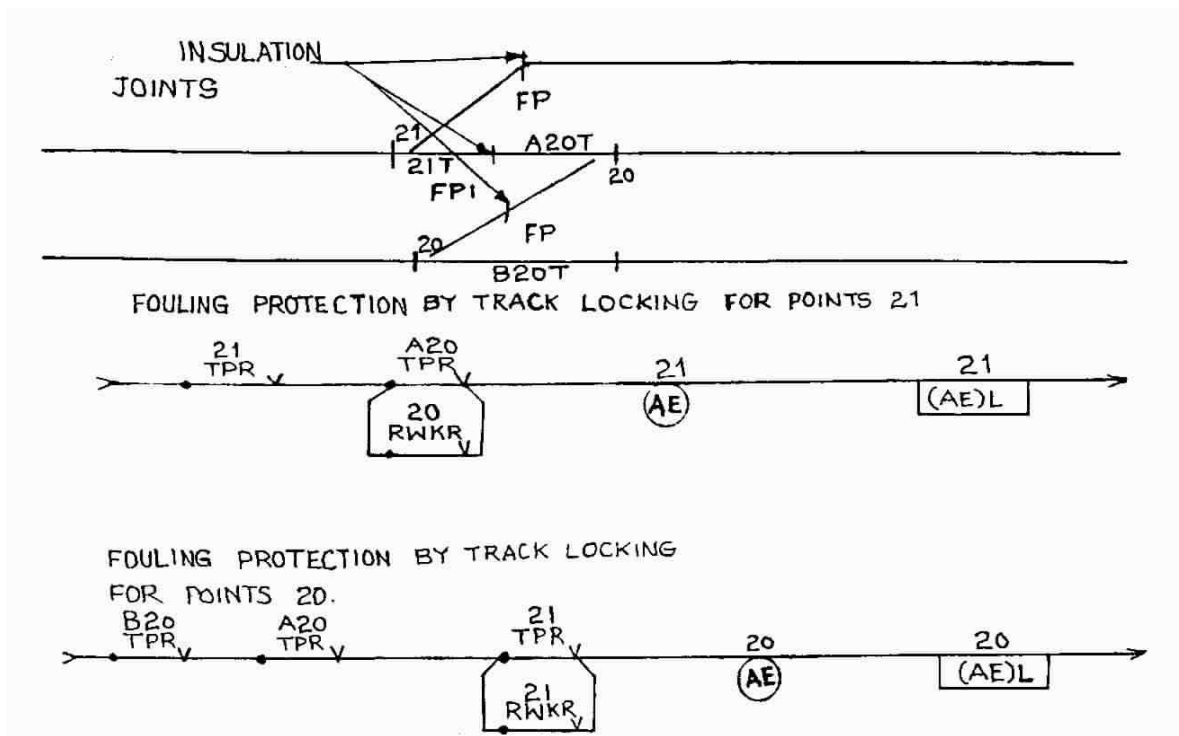 INSULATION
JOINTS
FP
21
A20T
21T
20
FP1
20
FP
B20T
FOULING PROTECTION BY TRACK LOCKING FOR POINTS 21
21
TPR
A20
TPR
20
RWKR
21
(AE)
21
(AE)L
FOULING PROTECTION BY TRACK LOCKING
FOR POINTS 20.
B20
TPR
A20
TPR
21
TPR
21
RWKR
20
(AE)
20
(AE)L